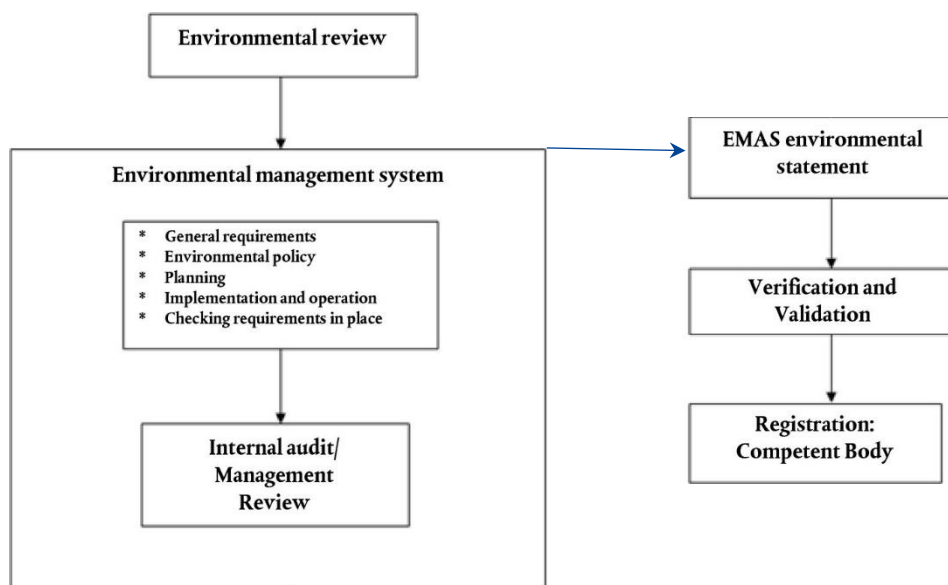 Environmental review
Environmental management system
* General requirements
* Environmental policy
* Planning
* Implementation and operation
* Checking requirements in place
Internal audit/
Management
Review
EMAS environmental
statement
Verification and
Validation
Registration:
Competent Body